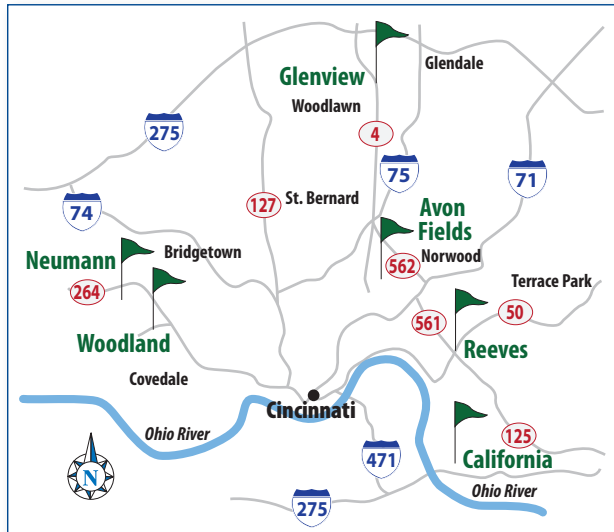 Glenview
Glendale
Woodlawn
275
4
75
71
74
127
St. Bernard
Avon
Fields
Neumann
Bridgetown
562
Norwood
264
Terrace Park
50
561
Woodland
Reeves
Covedale
Cincinnati
Ohio River
125
N
471
California
275
Ohio River